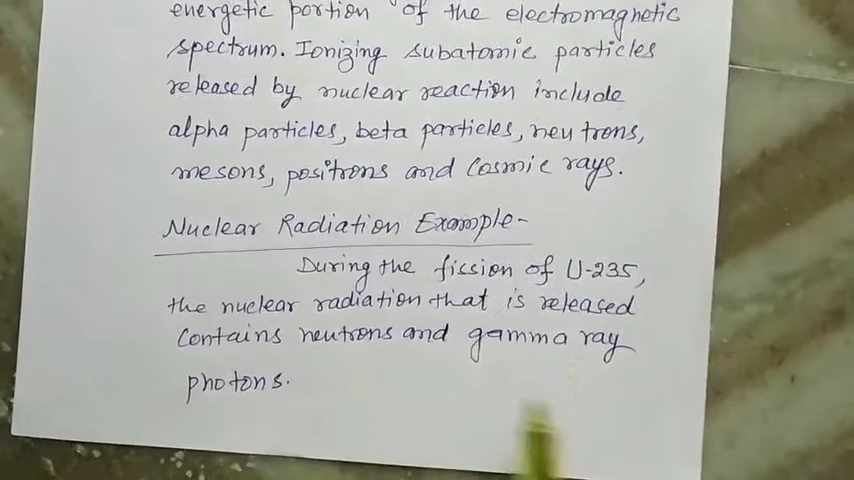 energetic portion of the electromagnetic
spectrum. Ionizing subatomic particles
released by nuclear reaction include
alpha particles, beta particles, neutrons,
mesons, positrons and Cosmic rays.
Nuclear Radiation Example-
During the fission of U-235,
the nuclear radiation that is released
Contains neutrons and gamma ray
photons.